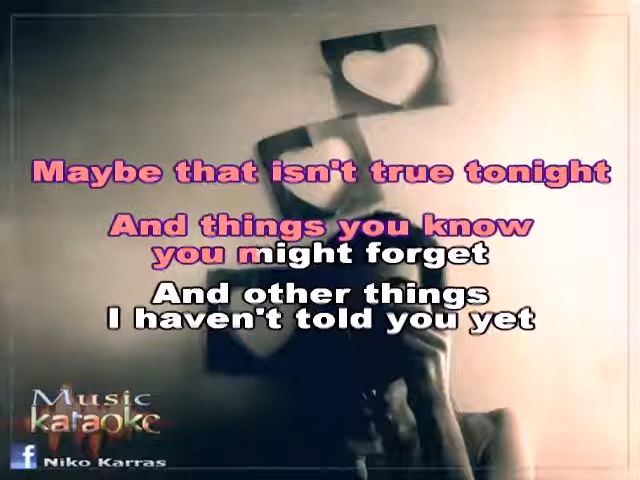 Maybe that isn't true tonight
And things you know
you might forget
And other things
I haven't told you yet
Music
karaoke
f Niko Karras